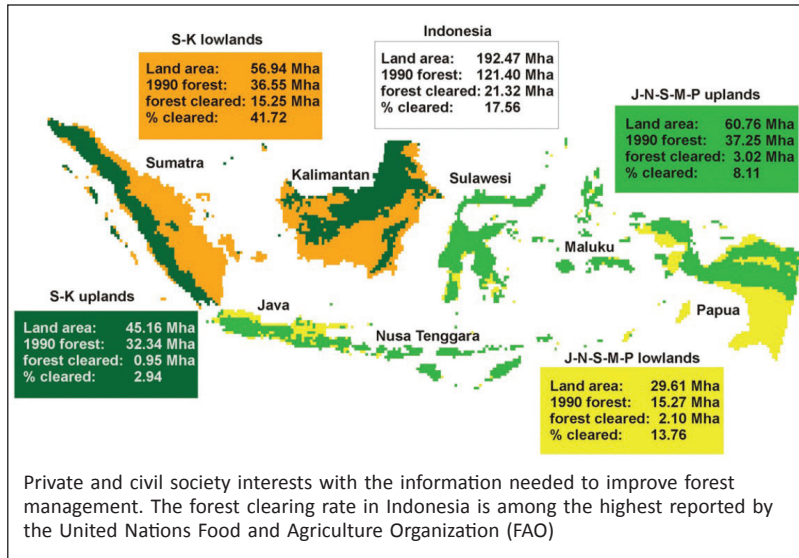 S-K lowlands
Land area: 56.94 Mha
1990 forest: 36.55 Mha
forest cleared: 15.25 Mha
% cleared: 41.72
Indonesia
Land area: 192.47 Mha
1990 forest: 121.40 Mha
forest cleared: 21.32 Mha
% cleared: 17.56
J-N-S-M-P uplands
Land area: 60.76 Mha
1990 forest: 37.25 Mha
forest cleared: 3.02 Mha
% cleared: 8.11
Sumatra
Kalimantan
Sulawesi
Maluku
Java
Nusa Tenggara
Papua
S-K uplands
Land area: 45.16 Mha
1990 forest: 32.34 Mha
forest cleared: 0.95 Mha
% cleared: 2.94
J-N-S-M-P lowlands
Land area: 29.61 Mha
1990 forest: 15.27 Mha
forest cleared: 2.10 Mha
% cleared: 13.76
Private and civil society interests with the information needed to improve forest
management. The forest clearing rate in Indonesia is among the highest reported by
the United Nations Food and Agriculture Organization (FAO)